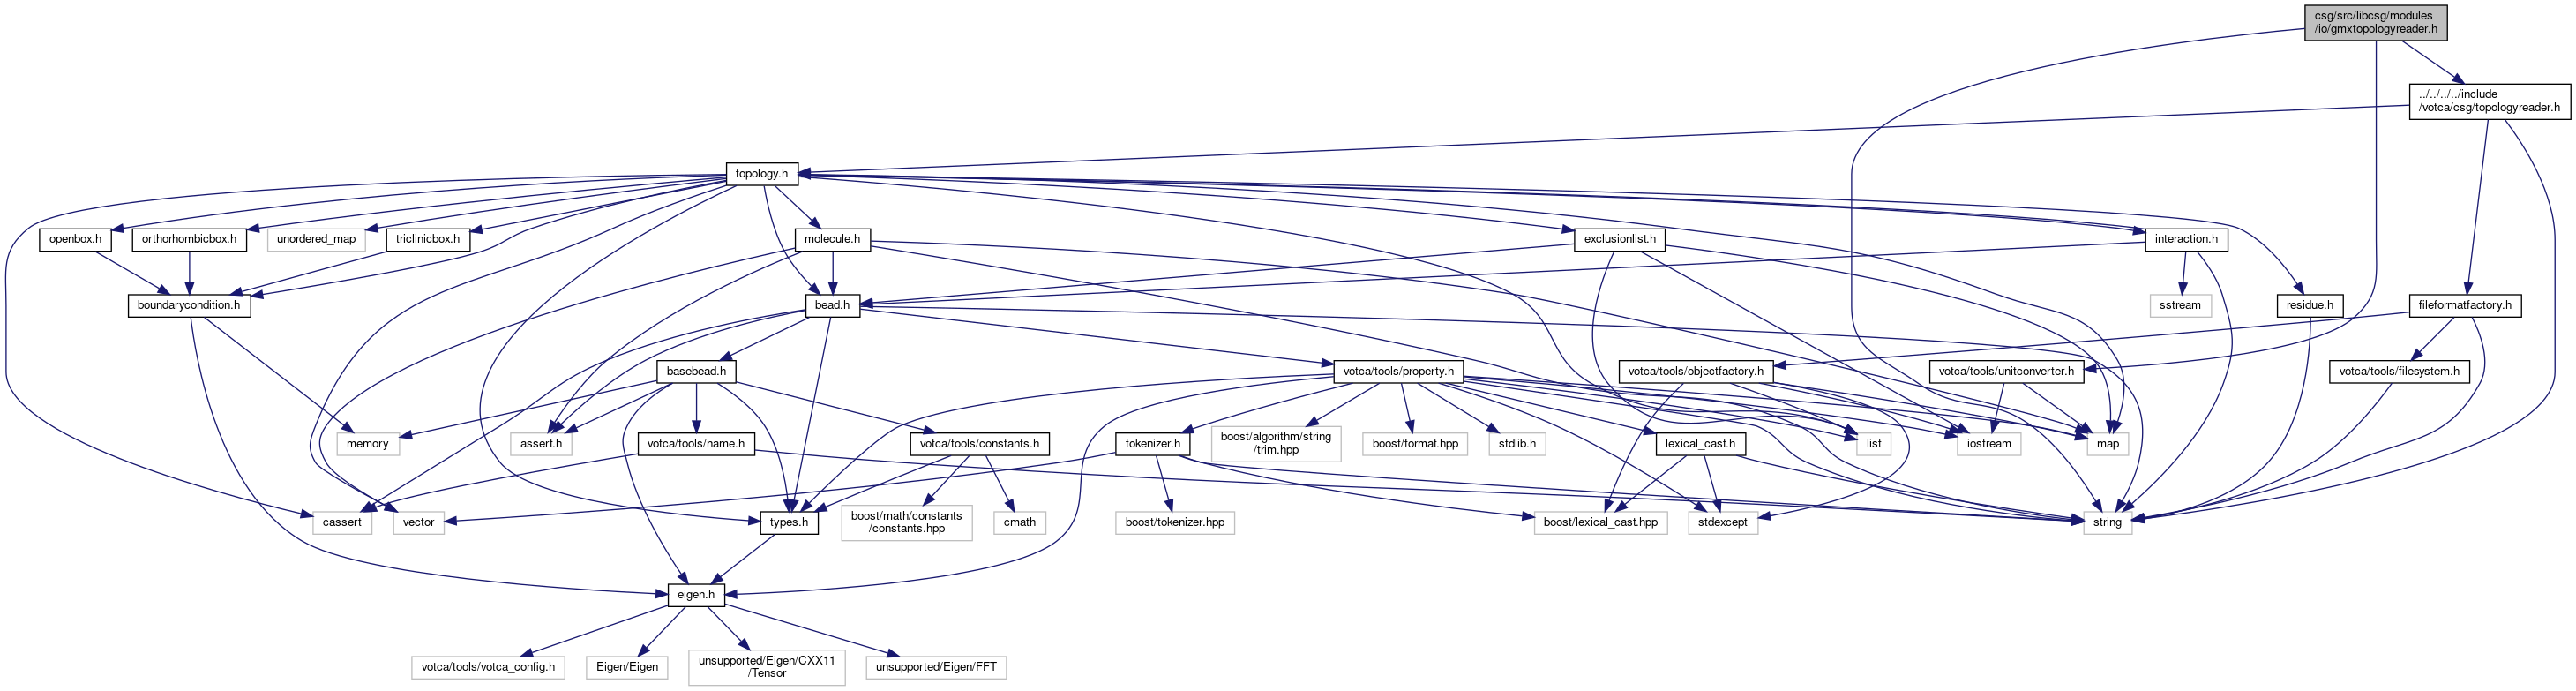 csg/src/libcsg/modules
/io/gmxtopologyreader.h
../../../../include
/votca/csg/topologyreader.h
topology.h
openbox.h
orthorhombicbox.h
unordered_map
triclinicbox.h
molecule.h
exclusionlist.h
interaction.h
boundarycondition.h
bead.h
sstream
residue.h
fileformatfactory.h
basebead.h
votca/tools/property.h
votca/tools/objectfactory.h
votca/tools/unitconverter.h
votca/tools/filesystem.h
memory
assert.h
votca/tools/name.h
votca/tools/constants.h
tokenizer.h
boost/algorithm/string
/trim.hpp
boost/format.hpp
stdlib.h
lexical_cast.h
list
iostream
map
cassert
vector
types.h
boost/math/constants
/constants.hpp
cmath
boost/tokenizer.hpp
boost/lexical_cast.hpp
stdexcept
string
eigen.h
votca/tools/votca_config.h
Eigen/Eigen
unsupported/Eigen/CXX11
/Tensor
unsupported/Eigen/FFT